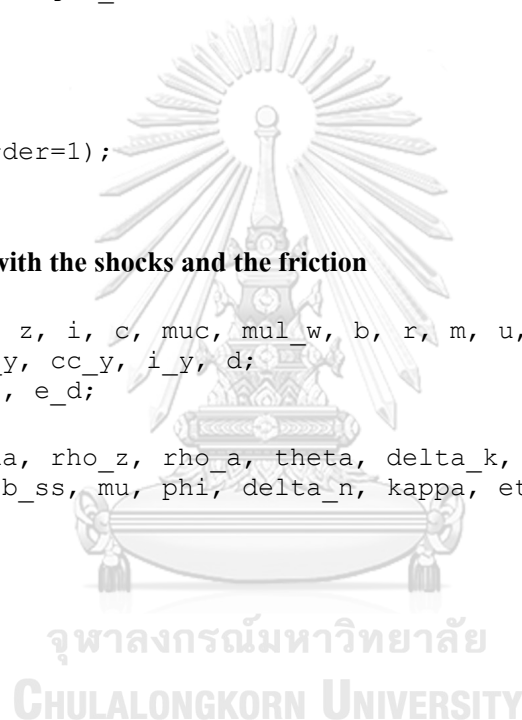 der=1);
with the shocks and the friction
z, i, c, muc, mul_w, b, r, m, u,
_y, cc_y, i_y, d;
, e_d;
a, rho_z, rho_a, theta, delta_k,
b_ss, mu, phi, delta_n, kappa, et
จุฬาลงกรณ์มหาวิทยาลัย
CHULALONGKORN UNIVERSITY